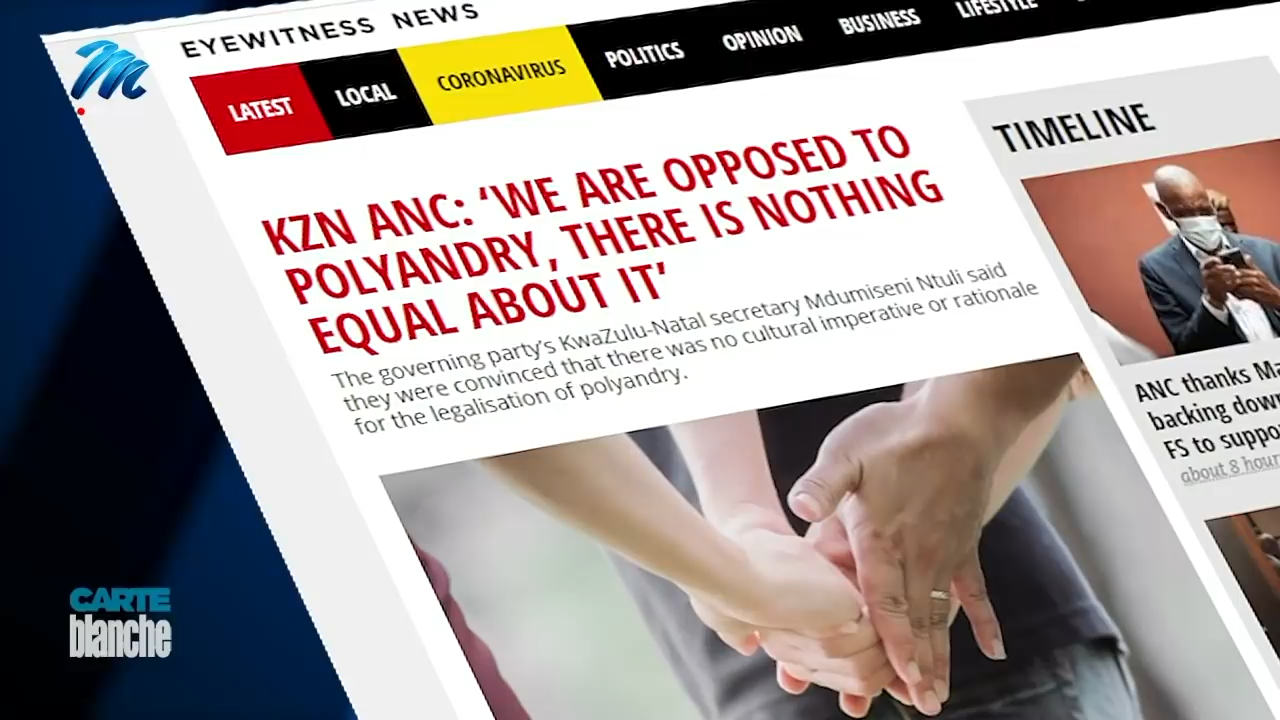 EYEWITNESS NEWS
LATEST LOCAL CORONAVIRUS POLITICS OPINION BUSINESS LIFESTYLE
KZN ANC: ‘WE ARE OPPOSED TO
POLYANDRY, THERE IS NOTHING
EQUAL ABOUT IT’
The governing party's KwaZulu-Natal secretary Mdumiseni Ntuli said
they were convinced that there was no cultural imperative or rationale
for the legalisation of polyandry.
TIMELINE
ANC thanks
backing
FS to
about 8
M
CARTE
blanche